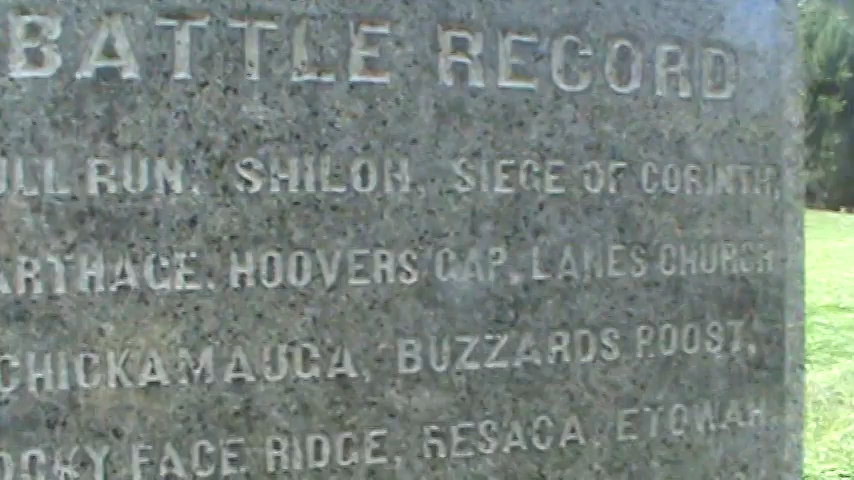 BATTLE RECORD
ULL RUN. SHILOH, SIEGE OF CORINTH,
ARTHAGE. HOOVERS GAP, LANES CHURCH
CHICKAMAUGA, BUZZARDS ROOST,
OCKY FACE RIDGE, RESACA, ETOWAH.